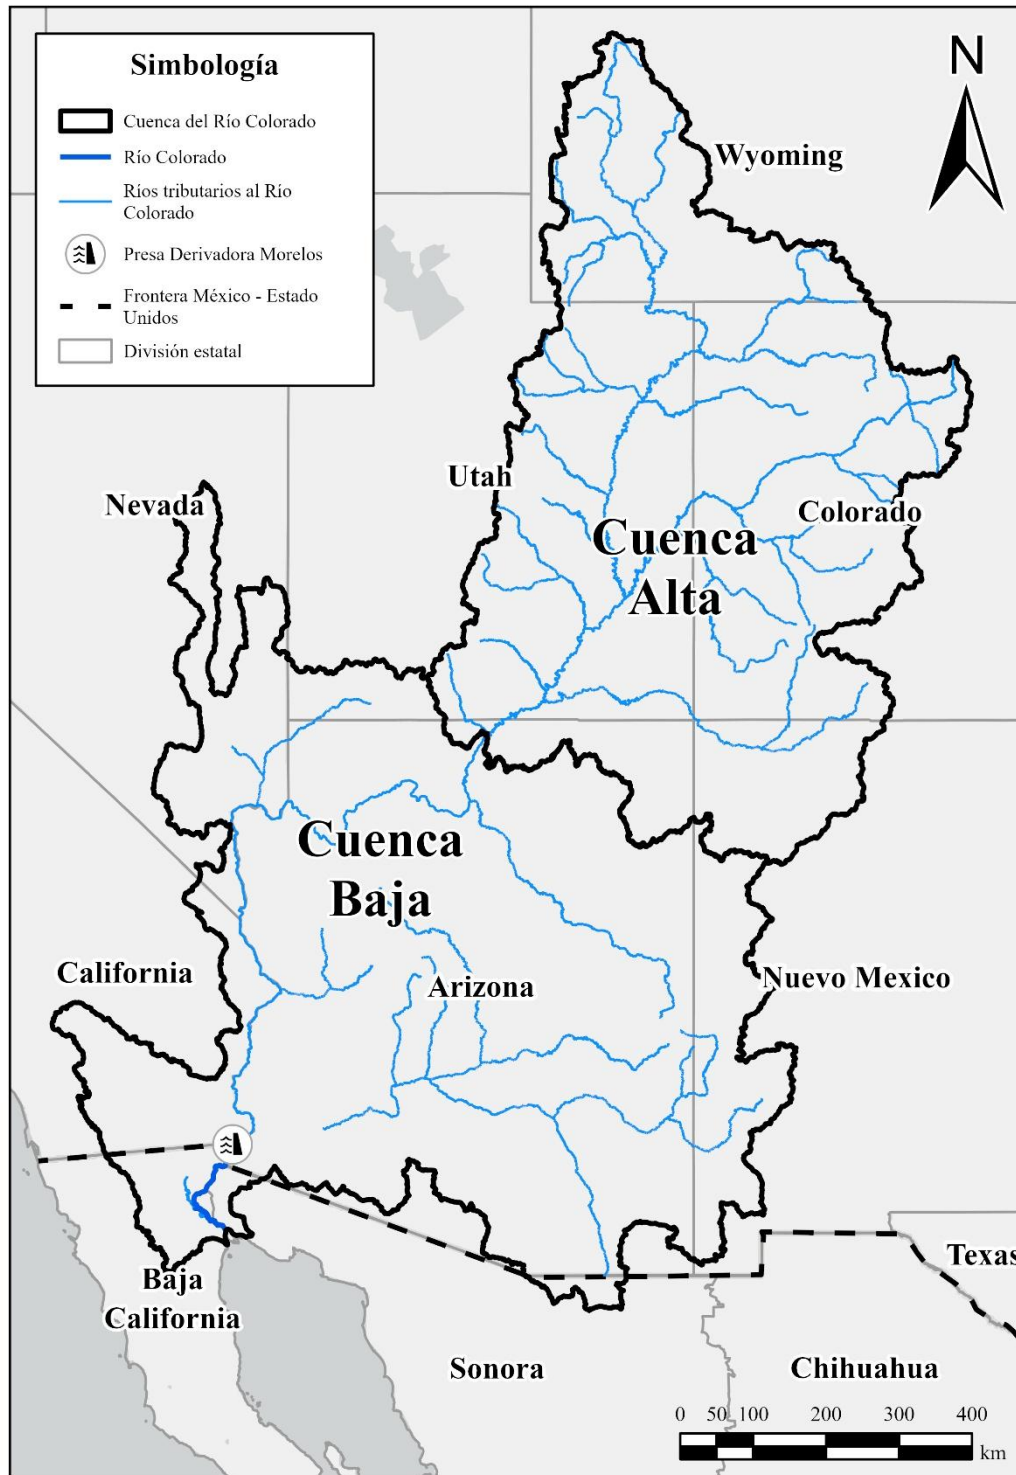 Simbología
Cuenca del Río Colorado
Río Colorado
Ríos tributarios al Río
Colorado
Presa Derivadora Morelos
Frontera México - Estado
Unidos
División estatal
N
Wyoming
Utah
Nevada
Colorado
Cuenca
Alta
Cuenca
Baja
California
Arizona
Nuevo Mexico
Baja
California
Texas
Sonora
Chihuahua
0 50 100 200 300 400
km